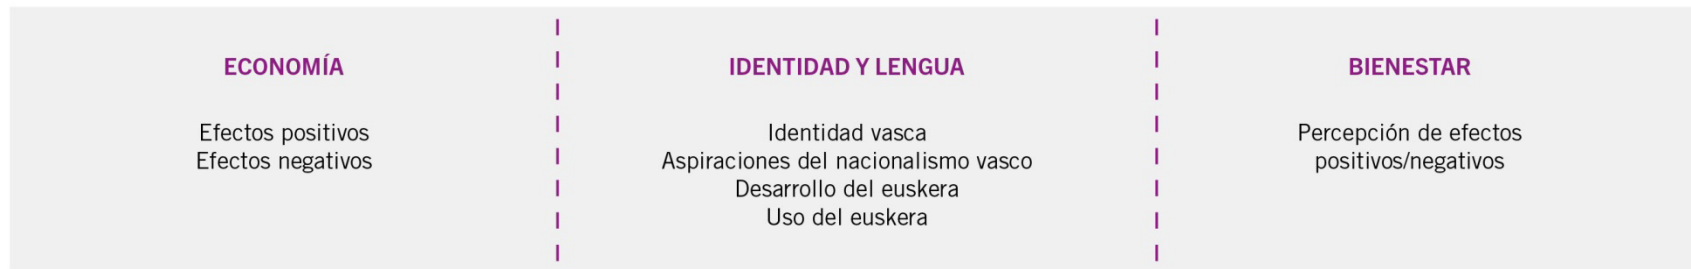 ECONOMÍA
Efectos positivos
Efectos negativos
IDENTIDAD Y LENGUA
Identidad vasca
Aspiraciones del nacionalismo vasco
Desarrollo del euskera
Uso del euskera
BIENESTAR
Percepción de efectos
positivos/negativos